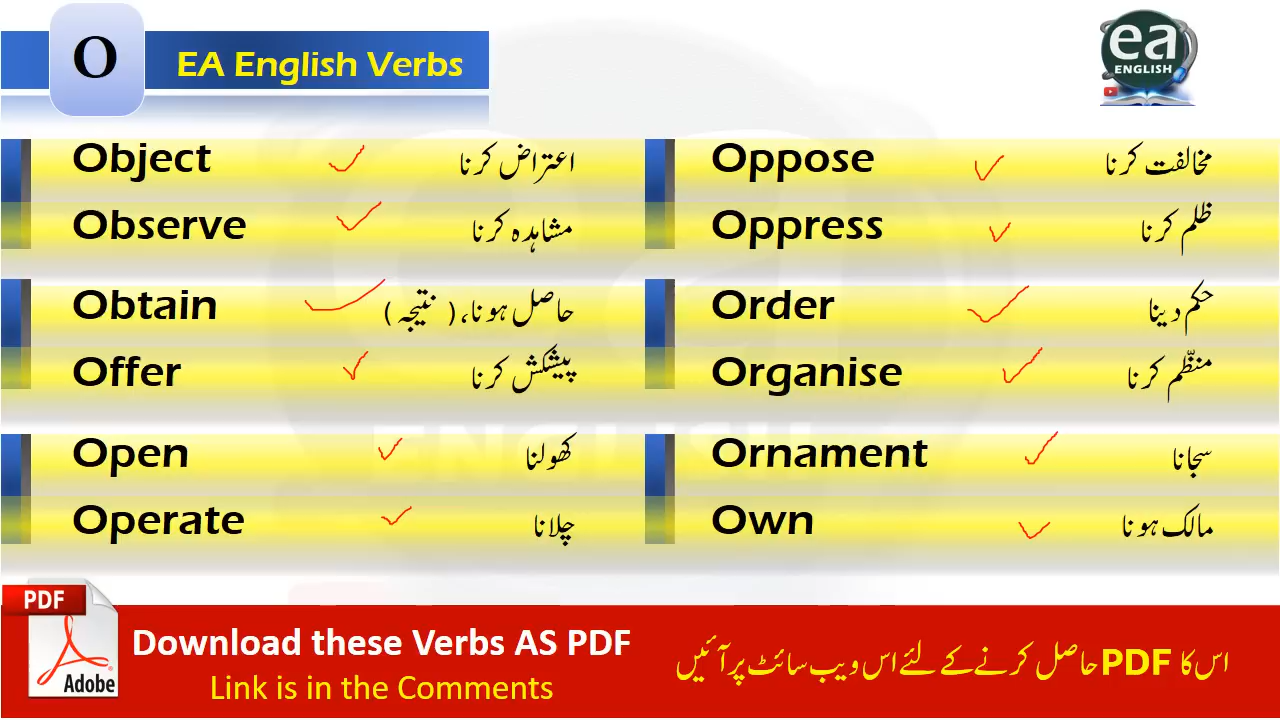 O
EA English Verbs
ea
ENGLISH
Object اعتراض کرنا
Observe مشاہدہ کرنا
Obtain حاصل ہونا، ( نتیجہ )
Offer پیشکش کرنا
Open کھولنا
Operate چلانا
Oppose مخالفت کرنا
Oppress ظلم کرنا
Order حکم دینا
Organise منظّم کرنا
Ornament سجانا
Own مالک ہونا
PDF
Adobe
Download these Verbs AS PDF
Link is in the Comments
اس کا PDF حاصل کرنے کے لئے اس ویب سائٹ پر آئیں